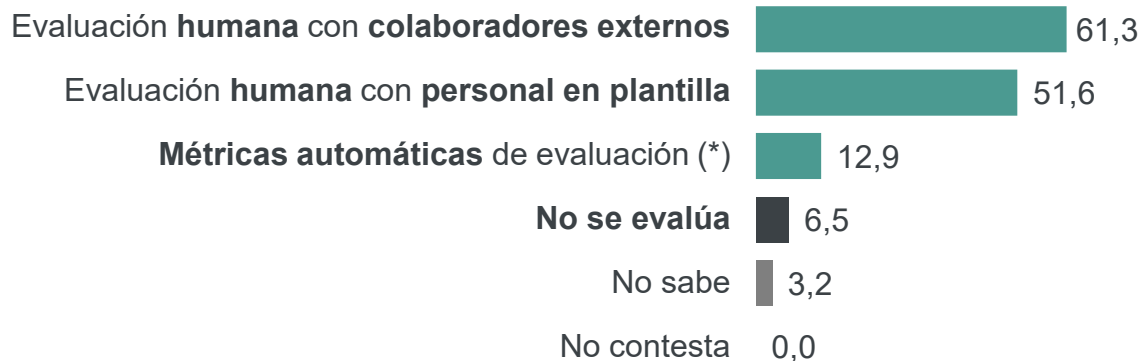 Evaluación humana con colaboradores externos 61,3
Evaluación humana con personal en plantilla 51,6
Métricas automáticas de evaluación (*) 12,9
No se evalúa 6,5
No sabe 3,2
No contesta 0,0